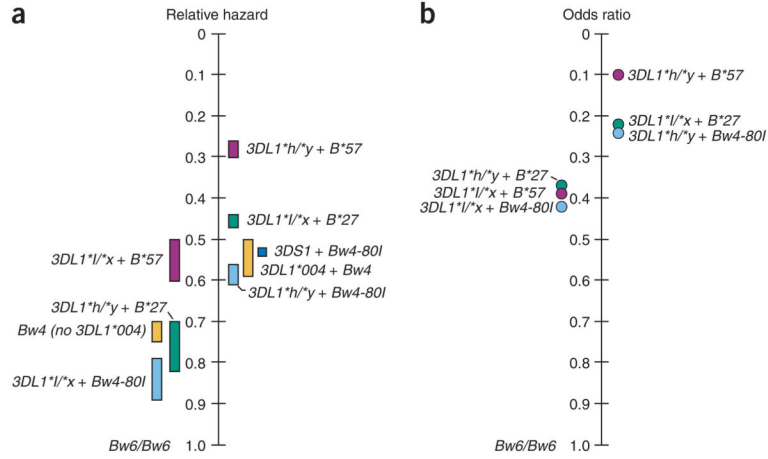 a
Relative hazard
0
0.1
0.2
3DL1*h/*y + B*57
0.3
0.4
3DL1*l/*x + B*27
0.5
3DS1 + Bw4-80I
3DL1*l/*x + B*57
3DL1*004 + Bw4
0.6
3DL1*h/*y + Bw4-80I
3DL1*h/*y + B*27
0.7
Bw4 (no 3DL1*004)
0.8
3DL1*l/*x + Bw4-80I
0.9
Bw6/Bw6 1.0
b
Odds ratio
0
0.1
3DL1*h/*y + B*57
0.2
3DL1*l/*x + B*27
3DL1*h/*y + Bw4-80I
0.3
3DL1*h/*y + B*27
3DL1*l/*x + B*57
0.4
3DL1*l/*x + Bw4-80I
0.5
0.6
0.7
0.8
0.9
Bw6/Bw6 1.0